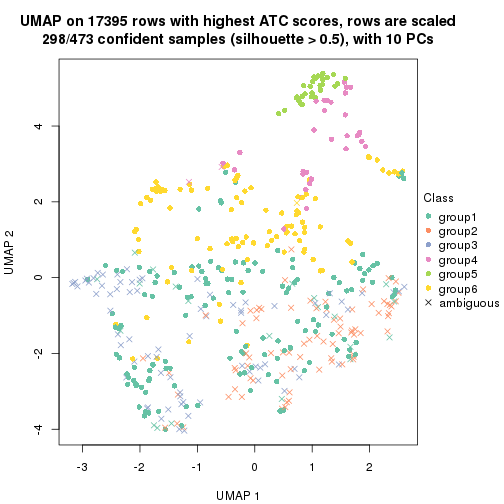 UMAP on 17395 rows with highest ATC scores, rows are scaled
298/473 confident samples (silhouette > 0.5), with 10 PCs
UMAP 2
4
2
0
-2
-4
-3
-2
-1
0
1
2
UMAP 1
Class
group1
group2
group3
group4
group5
group6
ambiguous